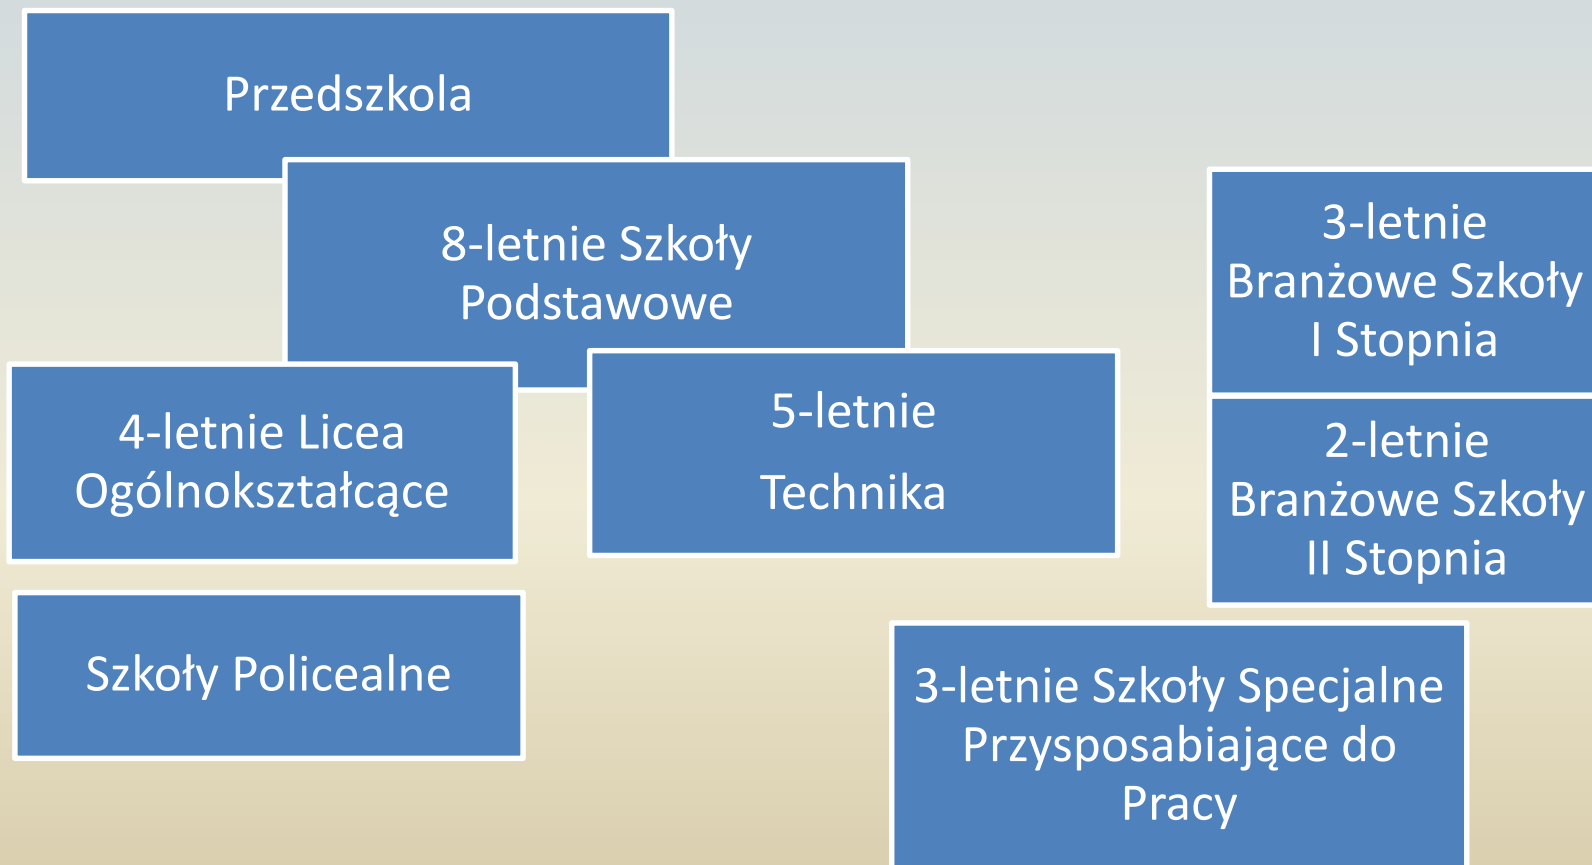 Przedszkola
8-letnie Szkoły
Podstawowe
3-letnie
Branżowe Szkoły
I Stopnia
4-letnie Licea
Ogólnokształcące
5-letnie
Technika
2-letnie
Branżowe Szkoły
II Stopnia
Szkoły Policealne
3-letnie Szkoły Specjalne
Przysposabiające do
Pracy